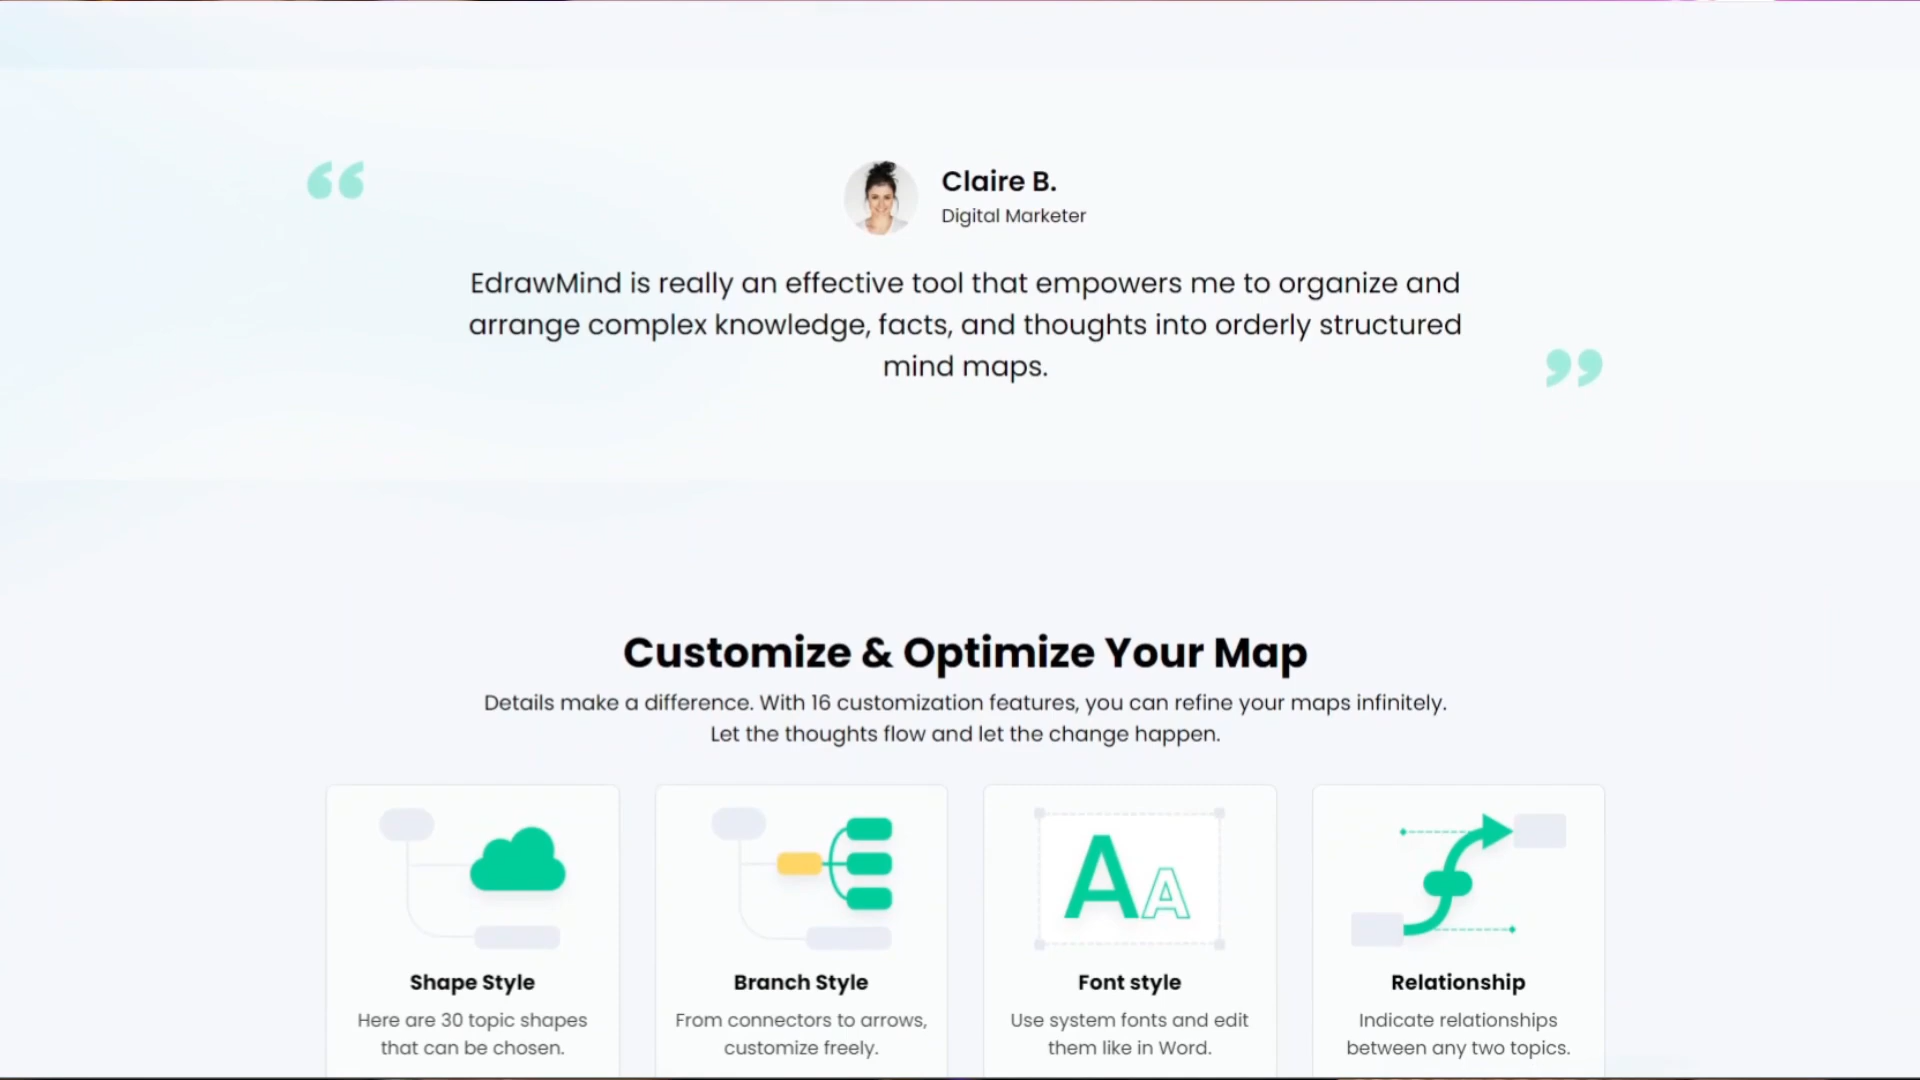 “
Claire B.
Digital Marketer
EdrawMind is really an effective tool that empowers me to organize and
arrange complex knowledge, facts, and thoughts into orderly structured
mind maps.
”
Customize & Optimize Your Map
Details make a difference. With 16 customization features, you can refine your maps infinitely.
Let the thoughts flow and let the change happen.
A A
Shape Style
Here are 30 topic shapes
that can be chosen.
Branch Style
From connectors to arrows,
customize freely.
Font style
Use system fonts and edit
them like in Word.
Relationship
Indicate relationships
between any two topics.